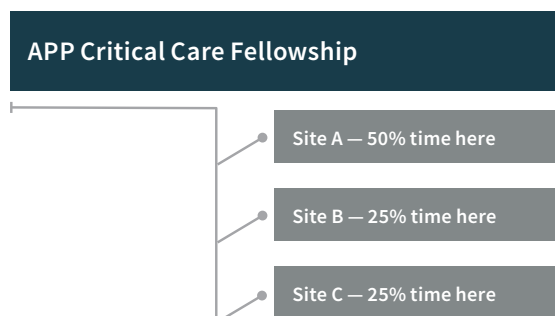 APP Critical Care Fellowship
Site A — 50% time here
Site B — 25% time here
Site C — 25% time here